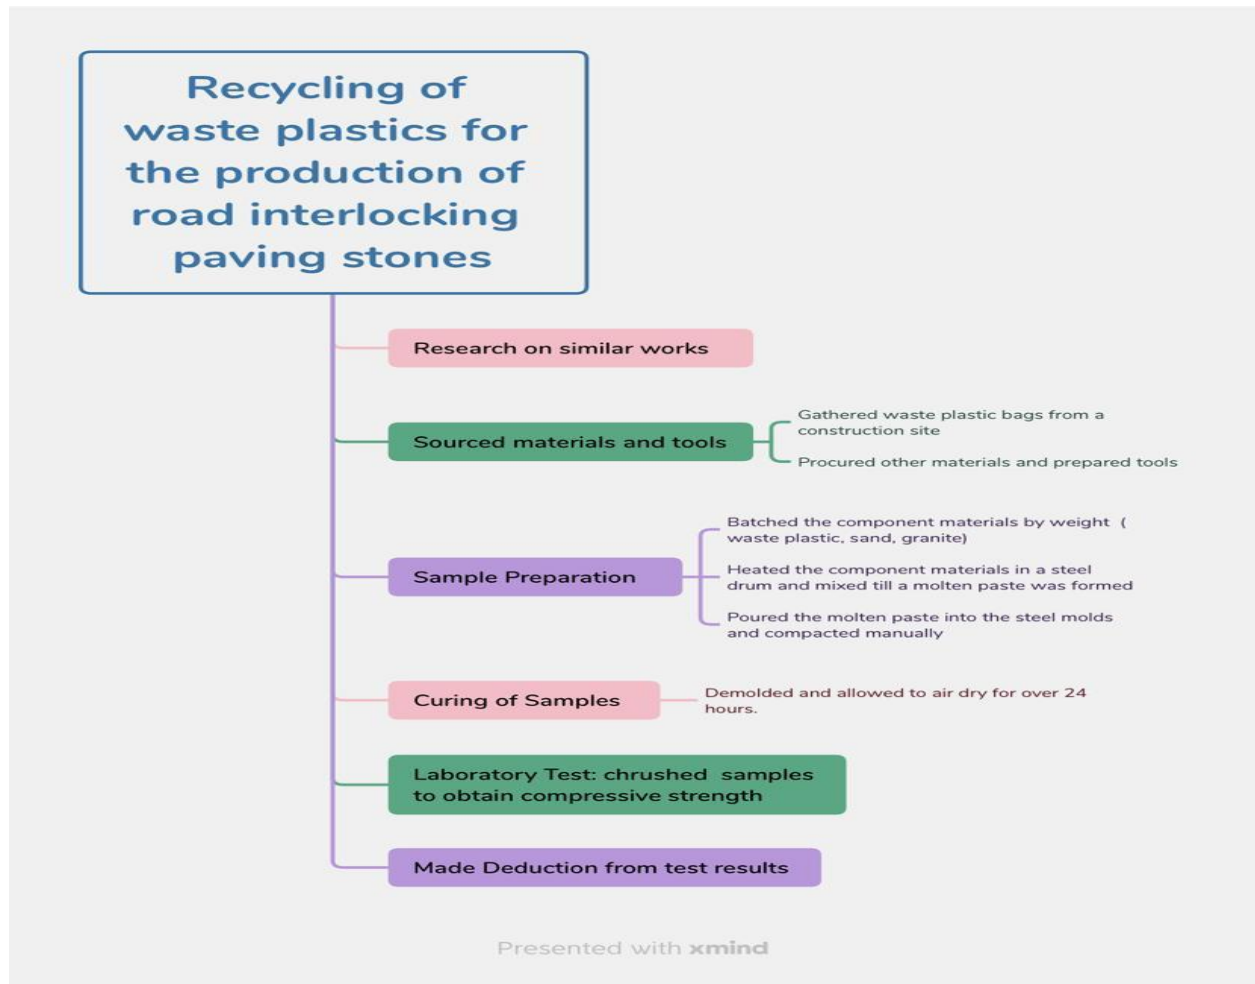 Recycling of
waste plastics for
the production of
road interlocking
paving stones
Research on similar works
Sourced materials and tools
Gathered waste plastic bags from a
construction site
Procured other materials and prepared tools
Sample Preparation
Batched the component materials by weight (
waste plastic, sand, granite)
Heated the component materials in a steel
drum and mixed till a molten paste was formed
Poured the molten paste into the steel molds
and compacted manually
Curing of Samples
Demolded and allowed to air dry for over 24
hours.
Laboratory Test: chrushed samples
to obtain compressive strength
Made Deduction from test results
Presented with xmind